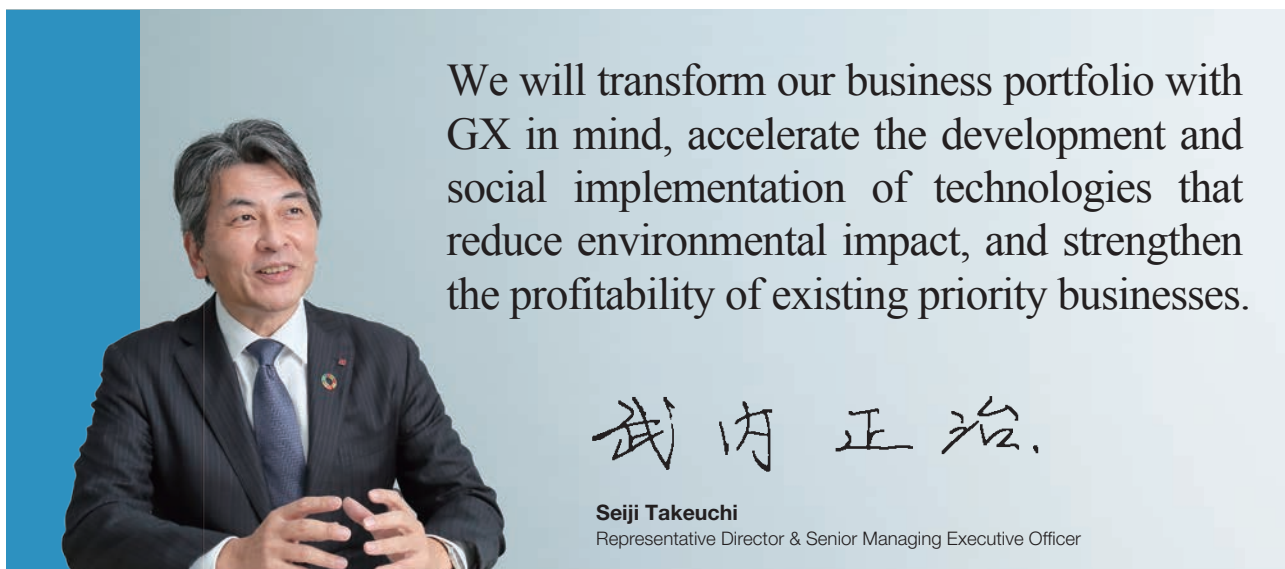 We will transform our business portfolio with
GX in mind, accelerate the development and
social implementation of technologies that
reduce environmental impact, and strengthen
the profitability of existing priority businesses.
武内 正治.
Seiji Takeuchi
Representative Director & Senior Managing Executive Officer